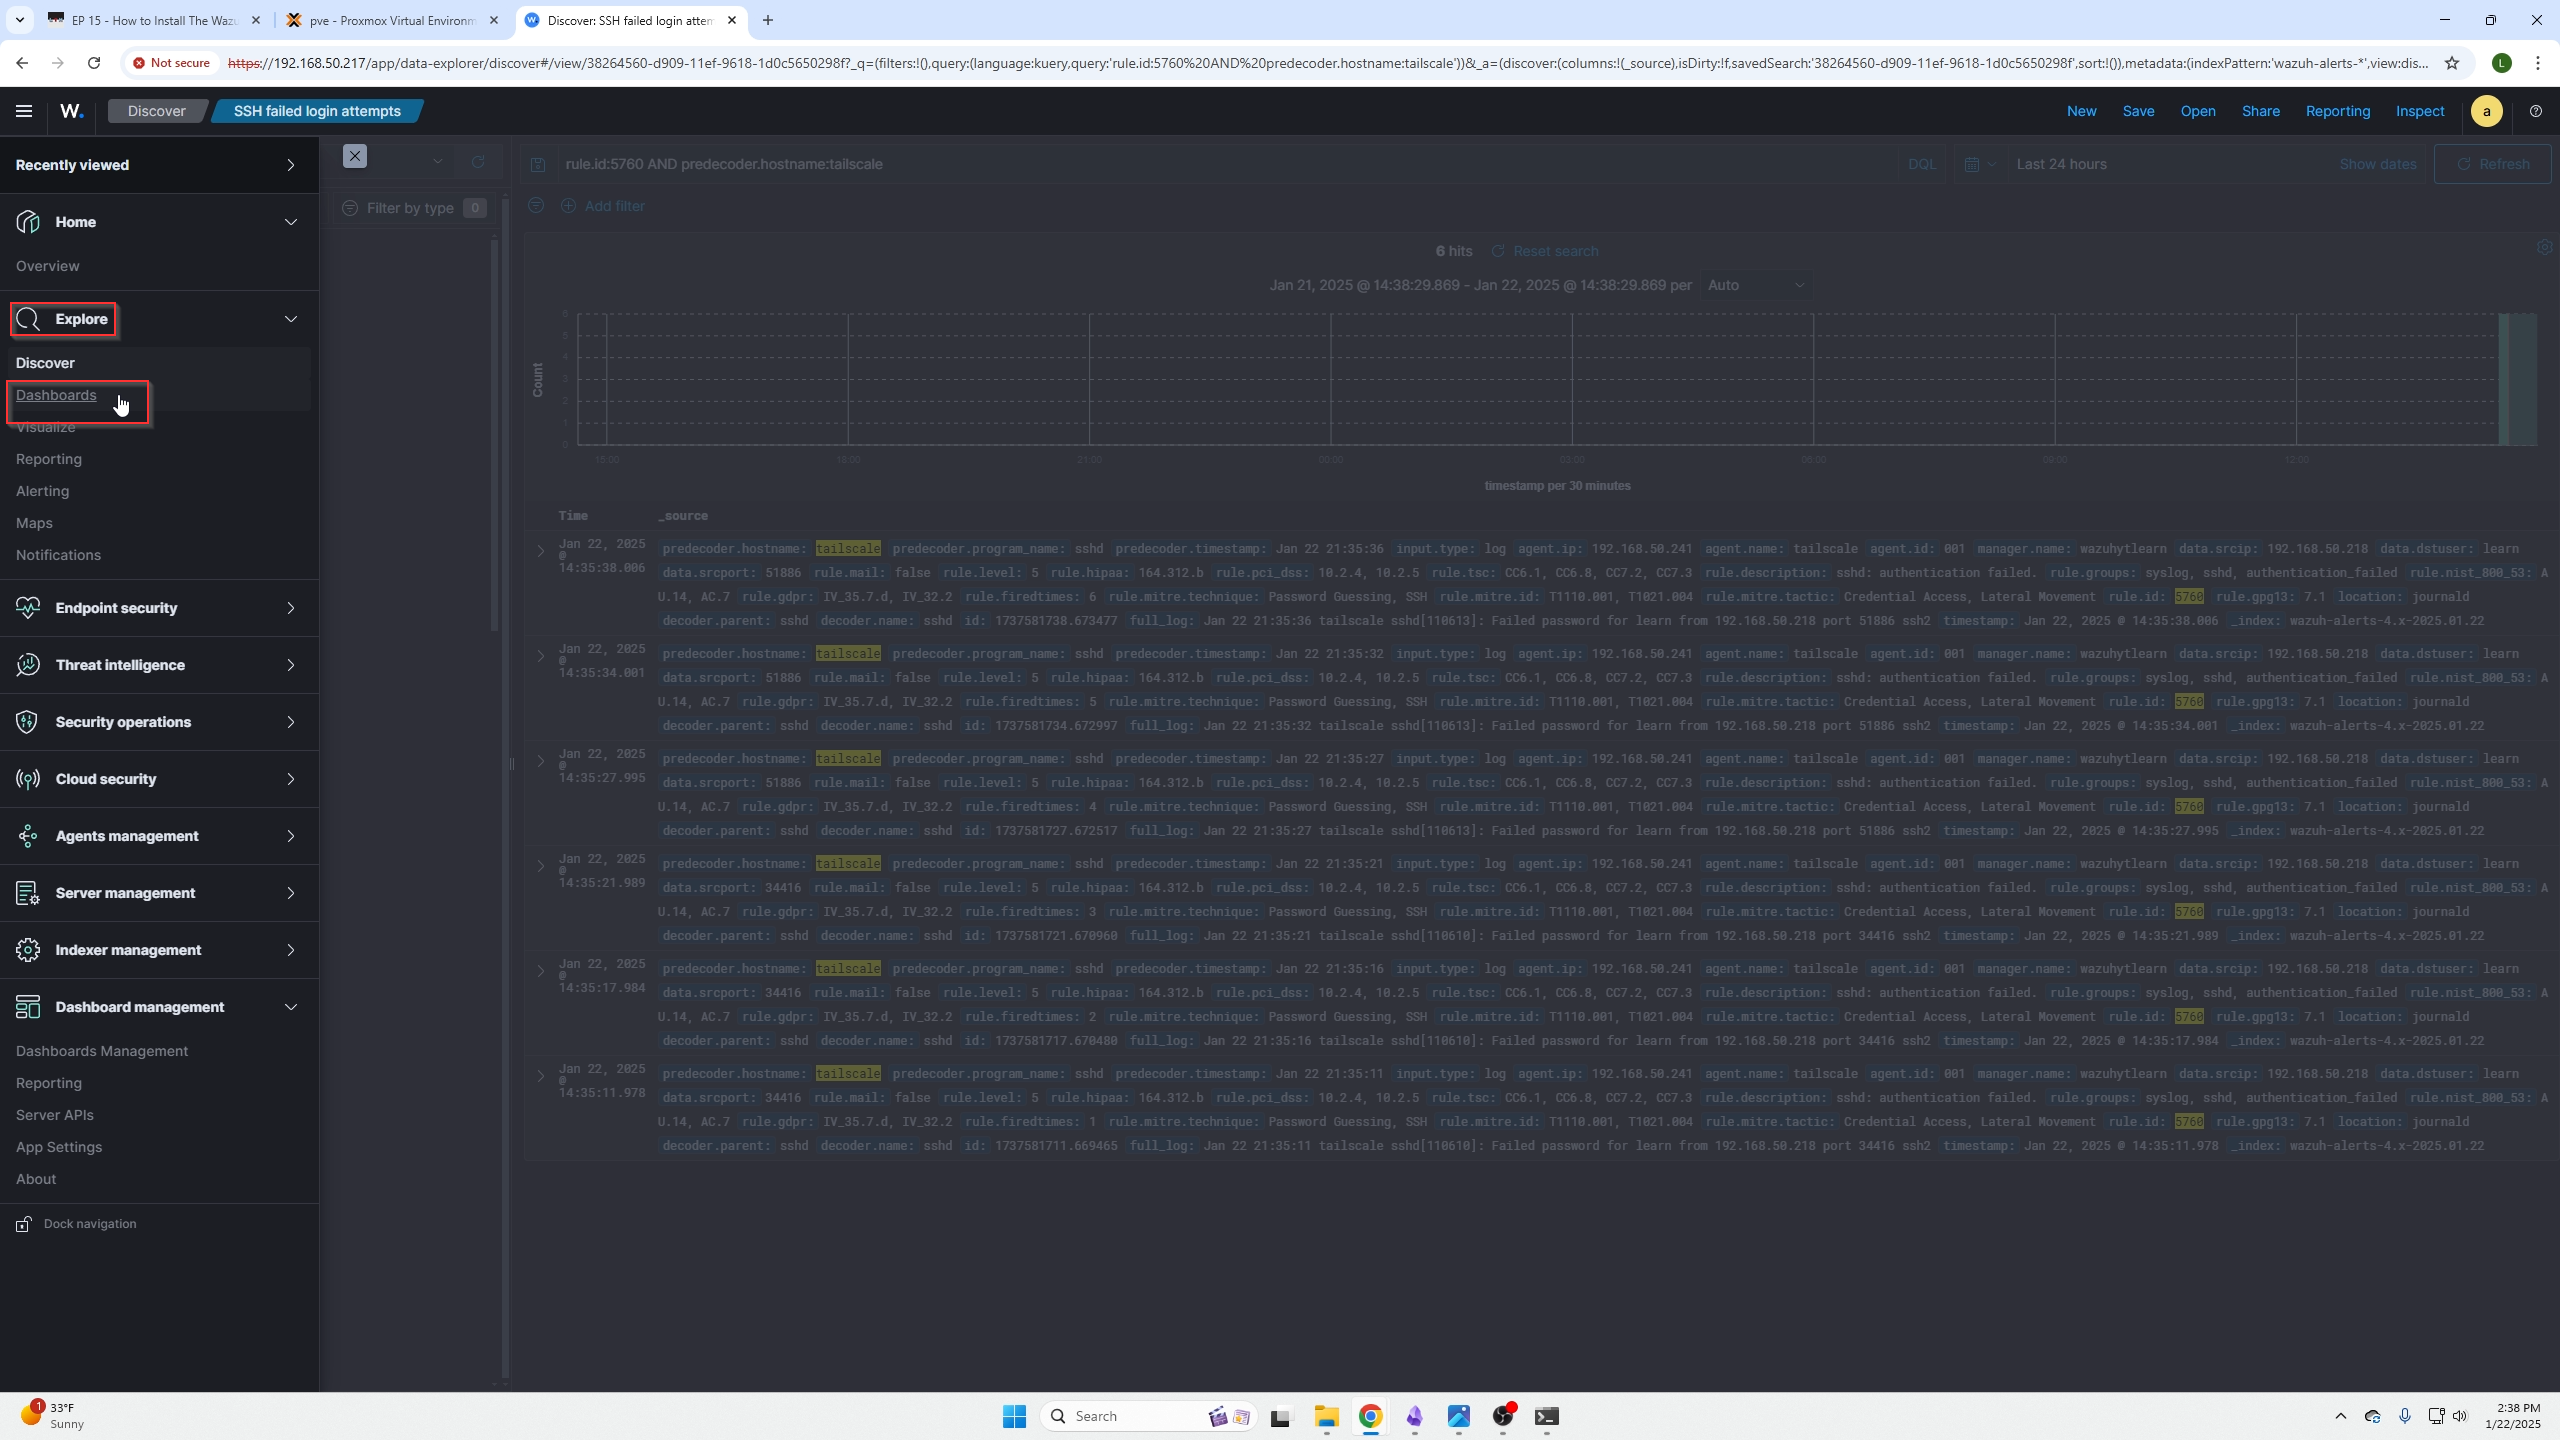 EP 15 - How to Install The Wazu
pve - Proxmox Virtual Environm
Discover: SSH failed login attem
Not secure
https://192.168.50.217/app/data-explorer/discover#/view/38264560-d909-11ef-9618-1d0c5650298f?_q=(filters:!(),query:(language:kuery,query:'rule.id:5760%20AND%20predecoder.hostname:tailscale'))&_a=(discover:(columns:!(_source),isDirty:!f,savedSearch:'38264560-d909-11ef-9618-1d0c5650298f',sort:!()),metadata:(indexPattern:'wazuh-alerts-*',view:dis...
L
W.
Discover
SSH failed login attempts
New
Save
Open
Share
Reporting
Inspect
a
Recently viewed
Home
Overview
Explore
Discover
Dashboards
Visualize
Reporting
Alerting
Maps
Notifications
Endpoint security
Threat intelligence
Security operations
Cloud security
Agents management
Server management
Indexer management
Dashboard management
Dashboards Management
Reporting
Server APIs
App Settings
About
Dock navigation
Filter by type 0
rule.id:5760 AND predecoder.hostname:tailscale
DQL
Last 24 hours
Show dates
Refresh
Add filter
6 hits
Reset search
Jan 21, 2025 @ 14:38:29.869 - Jan 22, 2025 @ 14:38:29.869 per
Auto
Count
6
5
4
3
2
1
0
15:00
18:00
21:00
00:00
03:00
06:00
09:00
12:00
timestamp per 30 minutes
Time
_source
Jan 22, 2025 @ 14:35:38.006
predecoder.hostname: tailscale predecoder.program_name: sshd predecoder.timestamp: Jan 22 21:35:36 input.type: log agent.ip: 192.168.50.241 agent.name: tailscale agent.id: 001 manager.name: wazuhytlearn data.srcip: 192.168.50.218 data.dstuser: learn
data.srcport: 51886 rule.mail: false rule.level: 5 rule.hipaa: 164.312.b rule.pci_dss: 10.2.4, 10.2.5 rule.tsc: CC6.1, CC6.8, CC7.2, CC7.3 rule.description: sshd: authentication failed. rule.groups: syslog, sshd, authentication_failed rule.nist_800_53: A
U.14, AC.7 rule.gdpr: IV_35.7.d, IV_32.2 rule.firedtimes: 6 rule.mitre.technique: Password Guessing, SSH rule.mitre.id: T1110.001, T1021.004 rule.mitre.tactic: Credential Access, Lateral Movement rule.id: 5760 rule.gpg13: 7.1 location: journald
decoder.parent: sshd decoder.name: sshd id: 1737581738.673477 full_log: Jan 22 21:35:36 tailscale sshd[110613]: Failed password for learn from 192.168.50.218 port 51886 ssh2 timestamp: Jan 22, 2025 @ 14:35:38.006 _index: wazuh-alerts-4.x-2025.01.22
Jan 22, 2025 @ 14:35:34.001
predecoder.hostname: tailscale predecoder.program_name: sshd predecoder.timestamp: Jan 22 21:35:32 input.type: log agent.ip: 192.168.50.241 agent.name: tailscale agent.id: 001 manager.name: wazuhytlearn data.srcip: 192.168.50.218 data.dstuser: learn
data.srcport: 51886 rule.mail: false rule.level: 5 rule.hipaa: 164.312.b rule.pci_dss: 10.2.4, 10.2.5 rule.tsc: CC6.1, CC6.8, CC7.2, CC7.3 rule.description: sshd: authentication failed. rule.groups: syslog, sshd, authentication_failed rule.nist_800_53: A
U.14, AC.7 rule.gdpr: IV_35.7.d, IV_32.2 rule.firedtimes: 5 rule.mitre.technique: Password Guessing, SSH rule.mitre.id: T1110.001, T1021.004 rule.mitre.tactic: Credential Access, Lateral Movement rule.id: 5760 rule.gpg13: 7.1 location: journald
decoder.parent: sshd decoder.name: sshd id: 1737581734.672997 full_log: Jan 22 21:35:32 tailscale sshd[110613]: Failed password for learn from 192.168.50.218 port 51886 ssh2 timestamp: Jan 22, 2025 @ 14:35:34.001 _index: wazuh-alerts-4.x-2025.01.22
Jan 22, 2025 @ 14:35:27.995
predecoder.hostname: tailscale predecoder.program_name: sshd predecoder.timestamp: Jan 22 21:35:27 input.type: log agent.ip: 192.168.50.241 agent.name: tailscale agent.id: 001 manager.name: wazuhytlearn data.srcip: 192.168.50.218 data.dstuser: learn
data.srcport: 51886 rule.mail: false rule.level: 5 rule.hipaa: 164.312.b rule.pci_dss: 10.2.4, 10.2.5 rule.tsc: CC6.1, CC6.8, CC7.2, CC7.3 rule.description: sshd: authentication failed. rule.groups: syslog, sshd, authentication_failed rule.nist_800_53: A
U.14, AC.7 rule.gdpr: IV_35.7.d, IV_32.2 rule.firedtimes: 4 rule.mitre.technique: Password Guessing, SSH rule.mitre.id: T1110.001, T1021.004 rule.mitre.tactic: Credential Access, Lateral Movement rule.id: 5760 rule.gpg13: 7.1 location: journald
decoder.parent: sshd decoder.name: sshd id: 1737581727.672517 full_log: Jan 22 21:35:27 tailscale sshd[110613]: Failed password for learn from 192.168.50.218 port 51886 ssh2 timestamp: Jan 22, 2025 @ 14:35:27.995 _index: wazuh-alerts-4.x-2025.01.22
Jan 22, 2025 @ 14:35:21.989
predecoder.hostname: tailscale predecoder.program_name: sshd predecoder.timestamp: Jan 22 21:35:21 input.type: log agent.ip: 192.168.50.241 agent.name: tailscale agent.id: 001 manager.name: wazuhytlearn data.srcip: 192.168.50.218 data.dstuser: learn
data.srcport: 34416 rule.mail: false rule.level: 5 rule.hipaa: 164.312.b rule.pci_dss: 10.2.4, 10.2.5 rule.tsc: CC6.1, CC6.8, CC7.2, CC7.3 rule.description: sshd: authentication failed. rule.groups: syslog, sshd, authentication_failed rule.nist_800_53: A
U.14, AC.7 rule.gdpr: IV_35.7.d, IV_32.2 rule.firedtimes: 3 rule.mitre.technique: Password Guessing, SSH rule.mitre.id: T1110.001, T1021.004 rule.mitre.tactic: Credential Access, Lateral Movement rule.id: 5760 rule.gpg13: 7.1 location: journald
decoder.parent: sshd decoder.name: sshd id: 1737581721.670960 full_log: Jan 22 21:35:21 tailscale sshd[110610]: Failed password for learn from 192.168.50.218 port 34416 ssh2 timestamp: Jan 22, 2025 @ 14:35:21.989 _index: wazuh-alerts-4.x-2025.01.22
Jan 22, 2025 @ 14:35:17.984
predecoder.hostname: tailscale predecoder.program_name: sshd predecoder.timestamp: Jan 22 21:35:16 input.type: log agent.ip: 192.168.50.241 agent.name: tailscale agent.id: 001 manager.name: wazuhytlearn data.srcip: 192.168.50.218 data.dstuser: learn
data.srcport: 34416 rule.mail: false rule.level: 5 rule.hipaa: 164.312.b rule.pci_dss: 10.2.4, 10.2.5 rule.tsc: CC6.1, CC6.8, CC7.2, CC7.3 rule.description: sshd: authentication failed. rule.groups: syslog, sshd, authentication_failed rule.nist_800_53: A
U.14, AC.7 rule.gdpr: IV_35.7.d, IV_32.2 rule.firedtimes: 2 rule.mitre.technique: Password Guessing, SSH rule.mitre.id: T1110.001, T1021.004 rule.mitre.tactic: Credential Access, Lateral Movement rule.id: 5760 rule.gpg13: 7.1 location: journald
decoder.parent: sshd decoder.name: sshd id: 1737581717.670480 full_log: Jan 22 21:35:16 tailscale sshd[110610]: Failed password for learn from 192.168.50.218 port 34416 ssh2 timestamp: Jan 22, 2025 @ 14:35:17.984 _index: wazuh-alerts-4.x-2025.01.22
Jan 22, 2025 @ 14:35:11.978
predecoder.hostname: tailscale predecoder.program_name: sshd predecoder.timestamp: Jan 22 21:35:11 input.type: log agent.ip: 192.168.50.241 agent.name: tailscale agent.id: 001 manager.name: wazuhytlearn data.srcip: 192.168.50.218 data.dstuser: learn
data.srcport: 34416 rule.mail: false rule.level: 5 rule.hipaa: 164.312.b rule.pci_dss: 10.2.4, 10.2.5 rule.tsc: CC6.1, CC6.8, CC7.2, CC7.3 rule.description: sshd: authentication failed. rule.groups: syslog, sshd, authentication_failed rule.nist_800_53: A
U.14, AC.7 rule.gdpr: IV_35.7.d, IV_32.2 rule.firedtimes: 1 rule.mitre.technique: Password Guessing, SSH rule.mitre.id: T1110.001, T1021.004 rule.mitre.tactic: Credential Access, Lateral Movement rule.id: 5760 rule.gpg13: 7.1 location: journald
decoder.parent: sshd decoder.name: sshd id: 1737581711.669465 full_log: Jan 22 21:35:11 tailscale sshd[110610]: Failed password for learn from 192.168.50.218 port 34416 ssh2 timestamp: Jan 22, 2025 @ 14:35:11.978 _index: wazuh-alerts-4.x-2025.01.22
1
33°F
Sunny
Search
2:38 PM
1/22/2025